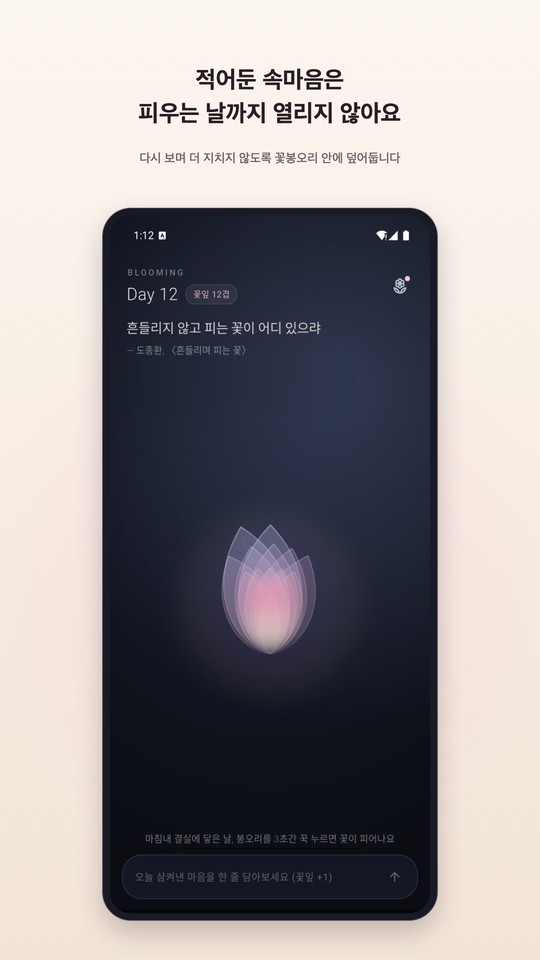 적어둔 속마음은
피우는 날까지 열리지 않아요
다시 보며 더 지치지 않도록 꽃봉오리 안에 덮어둡니다
1:12 A
BLOOMING
Day 12 꽃잎 12겹
흔들리지 않고 피는 꽃이 어디 있으랴
— 도종환, 〈흔들리며 피는 꽃〉
마침내 결실에 닿은 날, 봉오리를 3초간 꾹 누르면 꽃이 피어나요
오늘 삼켜낸 마음을 한 줄 담아보세요 (꽃잎 +1)